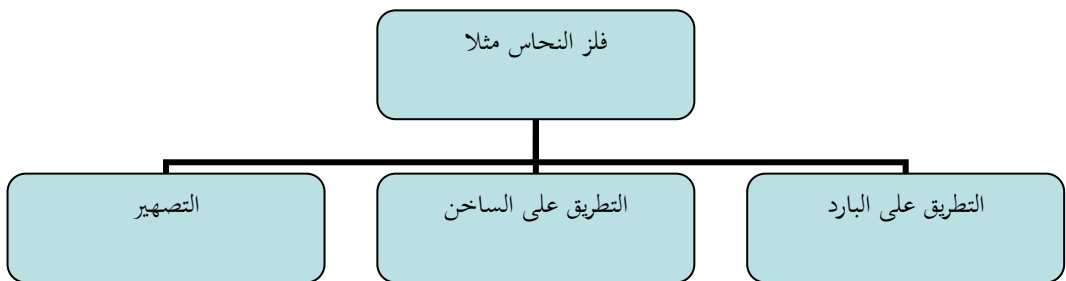 فلز النحاس مثلا
التطريق على البارد
التطريق على الساخن
التصهير